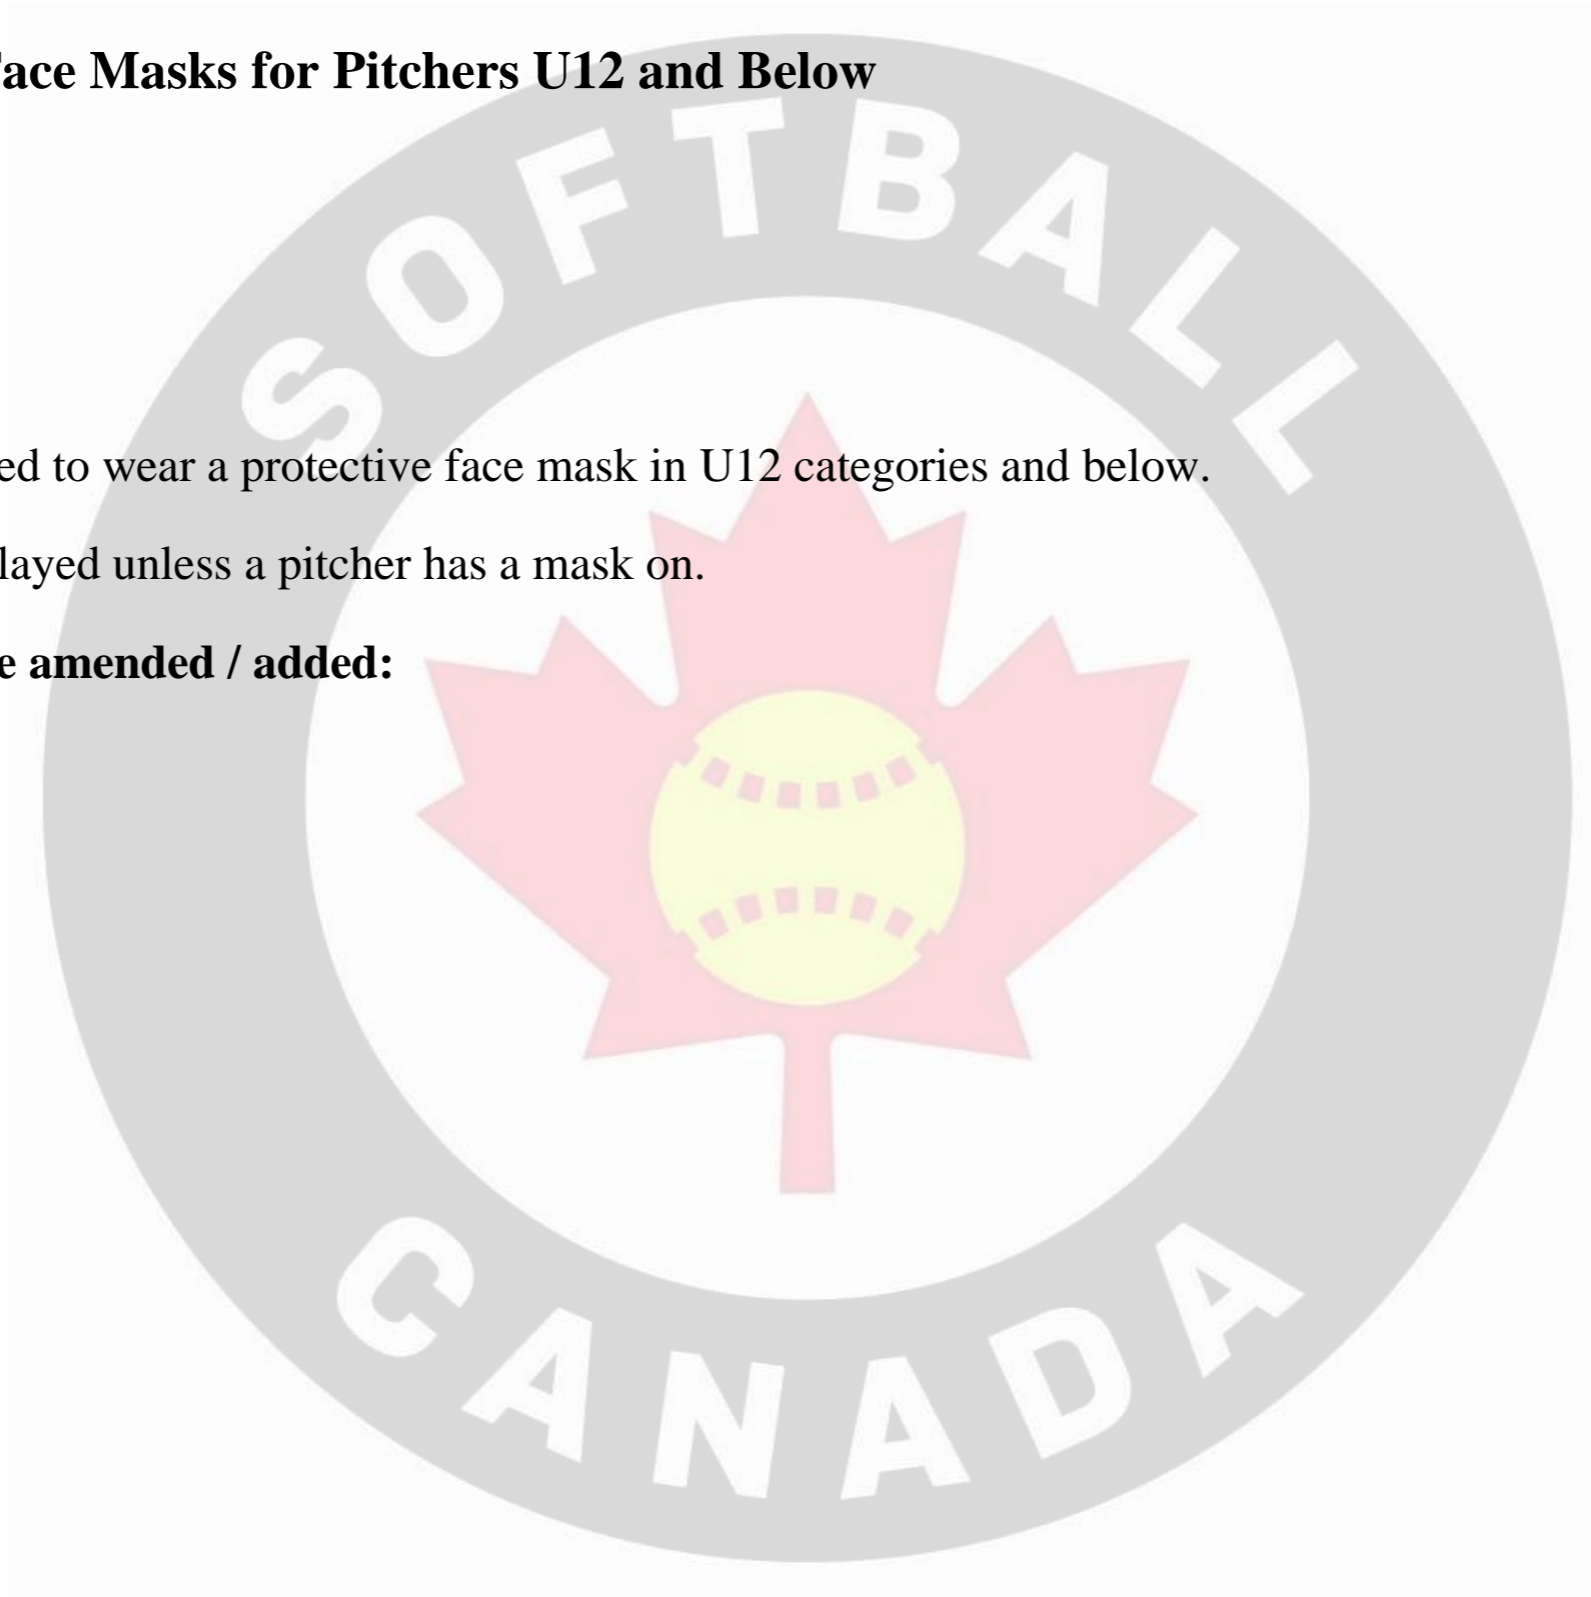 ace Masks for Pitchers U12 and Below
SOFTBALL
ed to wear a protective face mask in U12 categories and below.
layed unless a pitcher has a mask on.
e amended / added:
CANADA